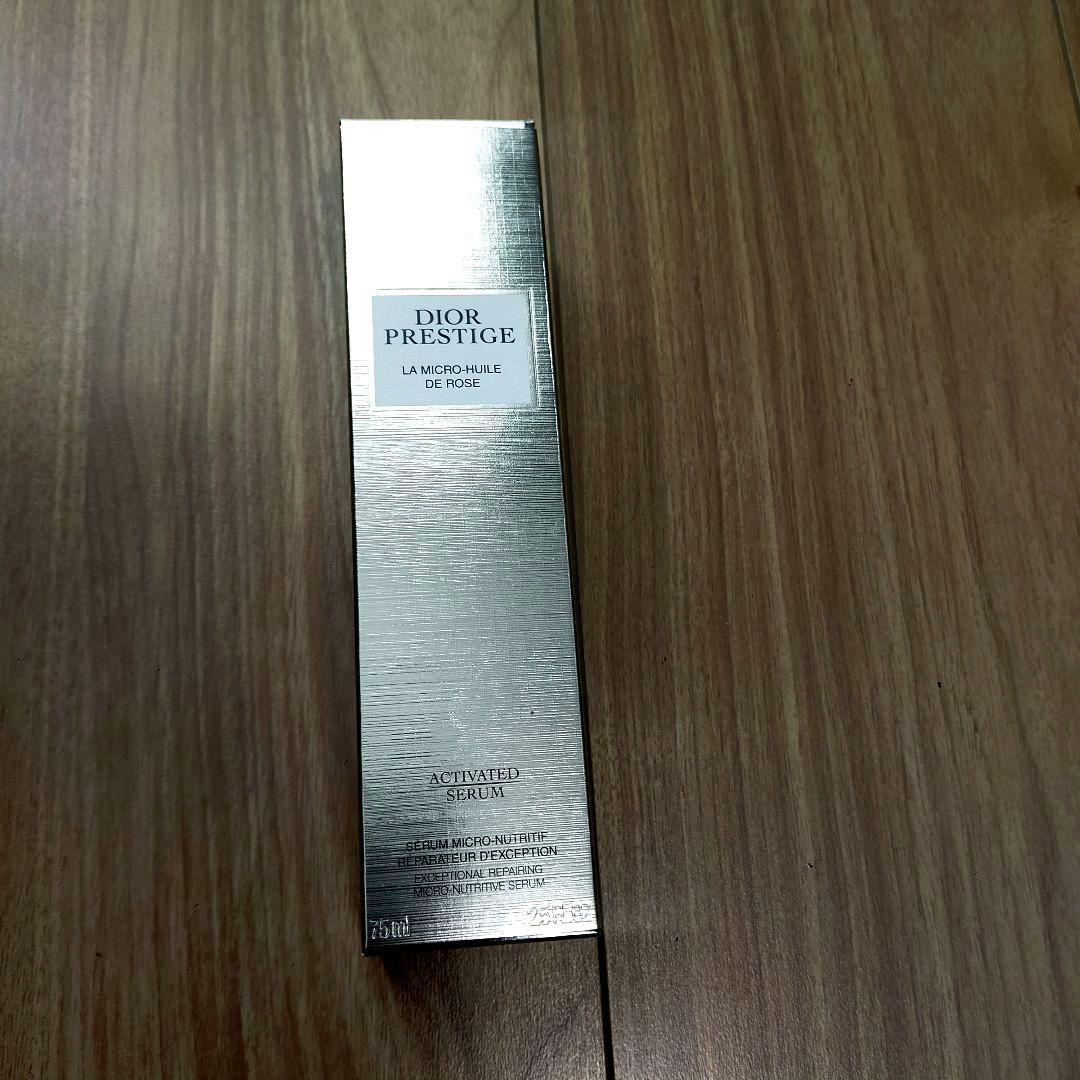 DIOR
PRESTIGE
LA MICRO-HUILE
DE ROSE
ACTIVATED
SERUM
SÉRUM MICRO-NUTRITIF
RÉPARATEUR D'EXCEPTION
EXCEPTIONAL REPAIRING
MICRO-NUTRITIVE SERUM
75ml